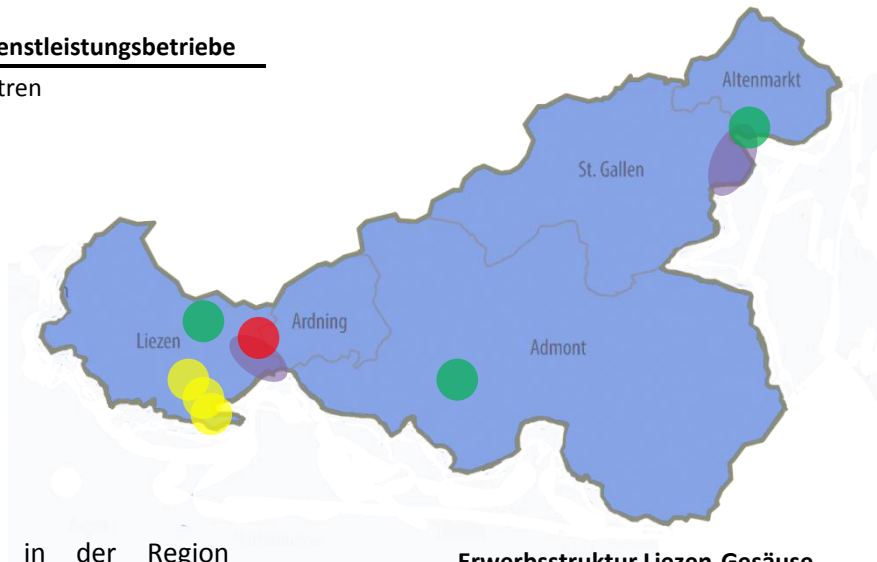 enstleistungsbetriebe
tren
Altenmarkt
St. Gallen
Ardning
Liezen
Admont
in der Region
Erwerbsstruktur Liezen-Gesäuse